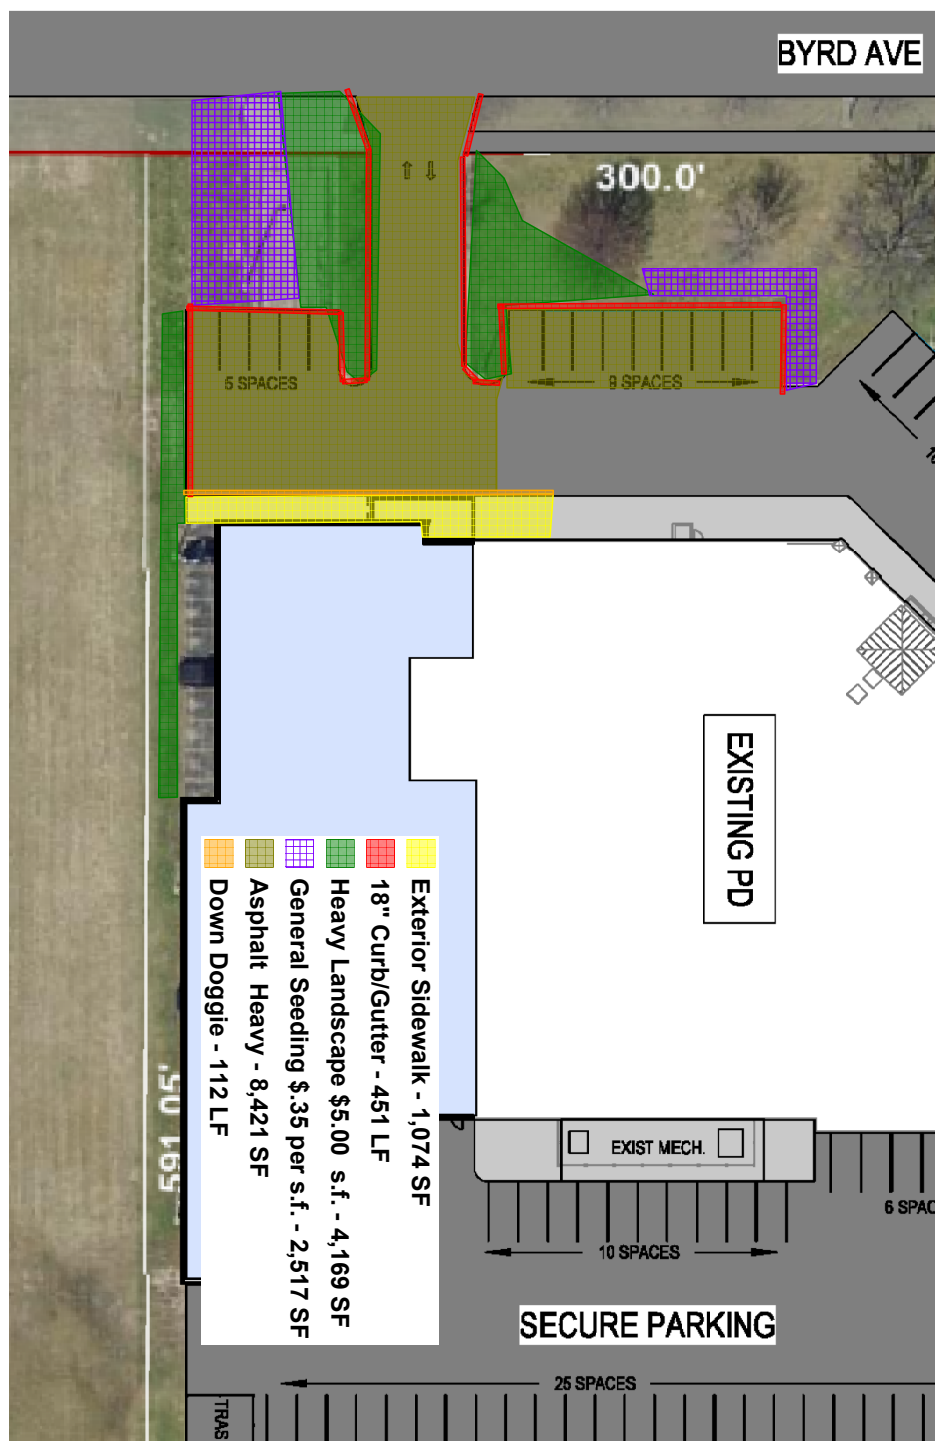 BYRD AVE
300.0'
5 SPACES
9 SPACES
EXISTING PD
Exterior Sidewalk - 1,074 SF
18" Curb/Gutter - 451 LF
Heavy Landscape $5.00 s.f. - 4,169 SF
General Seeding $.35 per s.f. - 2,517 SF
Asphalt Heavy - 8,421 SF
Down Doggie - 112 LF
591.05'
EXIST MECH.
6 SPAC
10 SPACES
SECURE PARKING
25 SPACES
TRAS